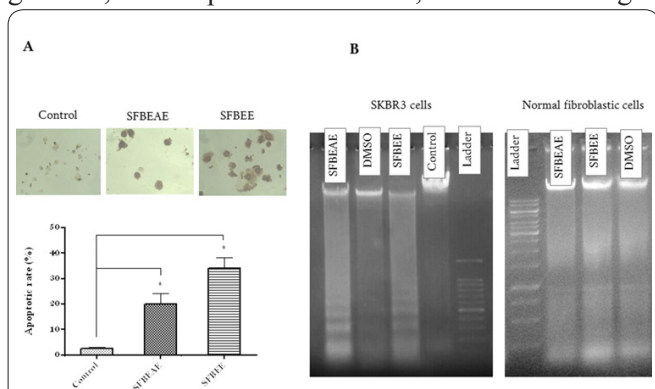 A
B
Control SFBEAE SFBEE
SKBR3 cells
Normal fibroblastic cells
SFBEAE
DMSO
SFBEE
Control
Ladder
Ladder
SFBEAE
SFBEE
DMSO
Apoptotic rate (%)
50
40
30
20
10
0
*
*
Control
SFBEAE
SFBEE